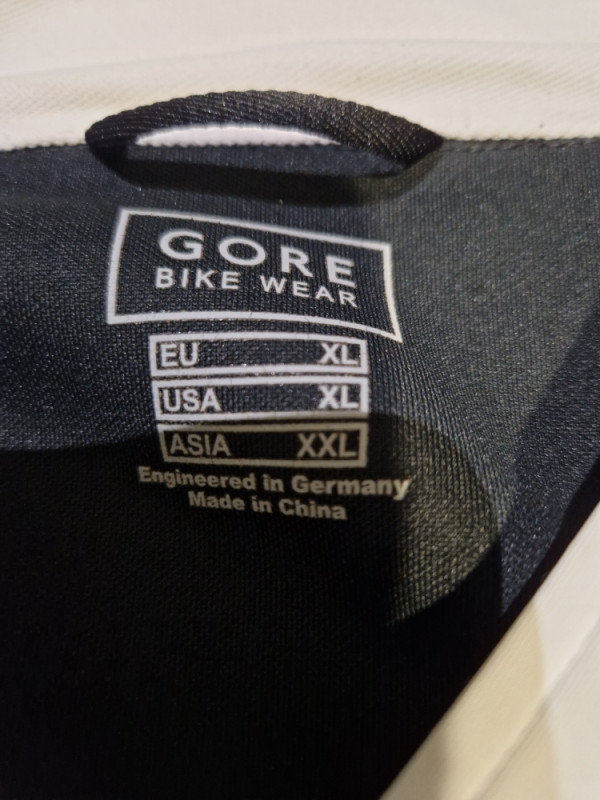 GORE
BIKE WEAR
EU XL
USA XL
ASIA XXL
Engineered in Germany
Made in China